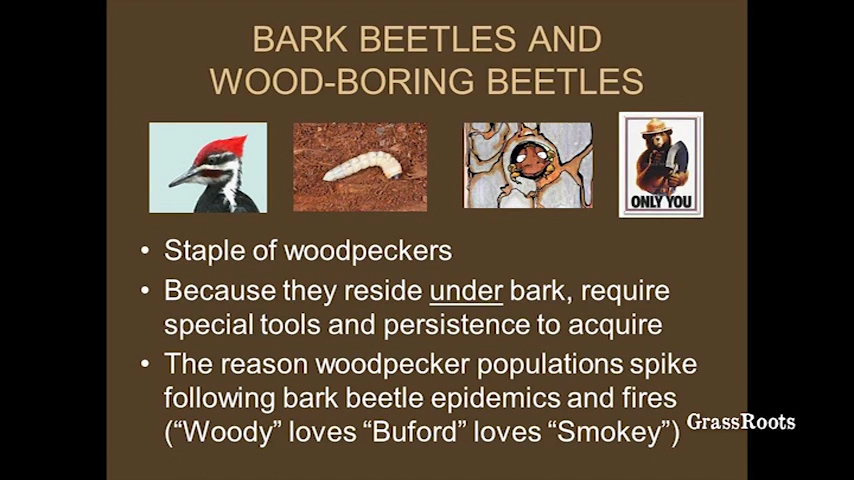 BARK BEETLES AND
WOOD-BORING BEETLES
ONLY YOU
• Staple of woodpeckers
• Because they reside under bark, require
special tools and persistence to acquire
• The reason woodpecker populations spike
following bark beetle epidemics and fires
(“Woody” loves “Buford” loves “Smokey”)
GrassRoots